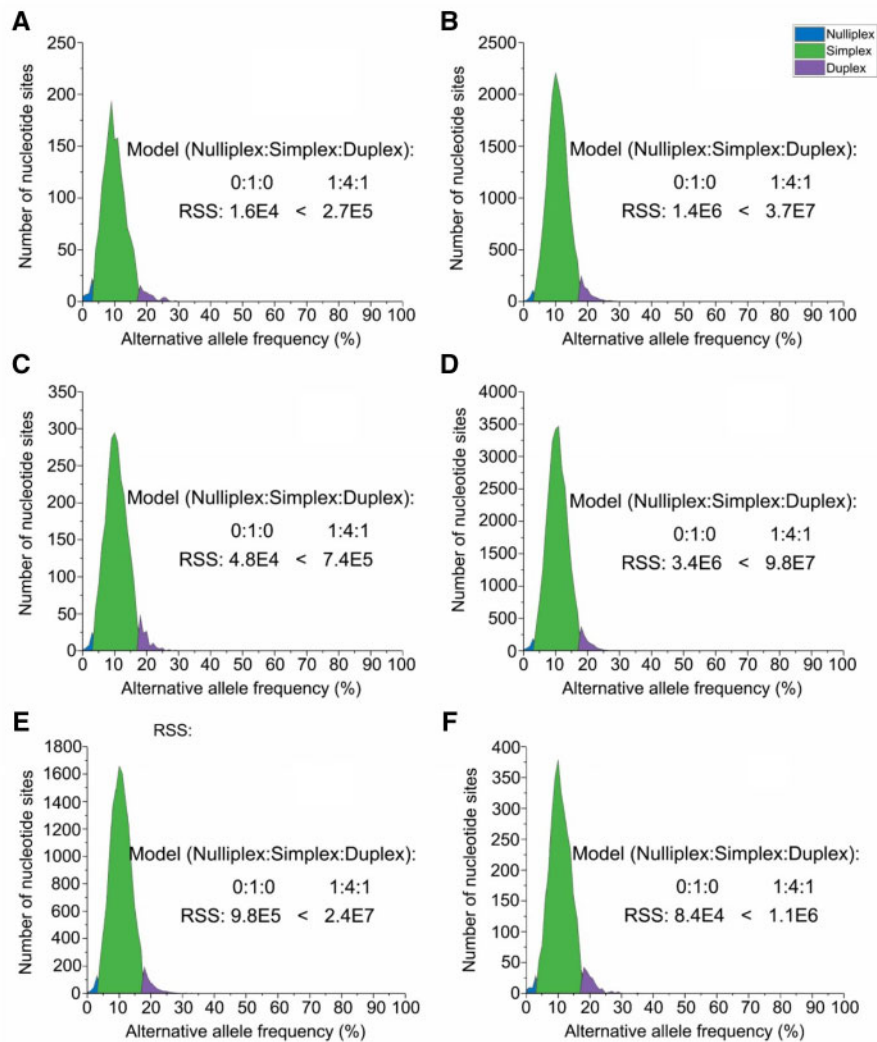 A
Number of nucleotide sites
250
200
150
100
50
0
Model (Nulliplex:Simplex:Duplex):
0:1:0 1:4:1
RSS: 1.6E4 < 2.7E5
0 10 20 30 40 50 60 70 80 90 100
Alternative allele frequency (%)
B
Nulliplex
Simplex
Duplex
Number of nucleotide sites
2500
2000
1500
1000
500
0
Model (Nulliplex:Simplex:Duplex):
0:1:0 1:4:1
RSS: 1.4E6 < 3.7E7
0 10 20 30 40 50 60 70 80 90 100
Alternative allele frequency (%)
C
Number of nucleotide sites
350
300
250
200
150
100
50
0
Model (Nulliplex:Simplex:Duplex):
0:1:0 1:4:1
RSS: 4.8E4 < 7.4E5
0 10 20 30 40 50 60 70 80 90 100
Alternative allele frequency (%)
D
Number of nucleotide sites
4000
3500
3000
2500
2000
1500
1000
500
0
Model (Nulliplex:Simplex:Duplex):
0:1:0 1:4:1
RSS: 3.4E6 < 9.8E7
0 10 20 30 40 50 60 70 80 90 100
Alternative allele frequency (%)
E
RSS:
Number of nucleotide sites
1800
1600
1400
1200
1000
800
600
400
200
0
Model (Nulliplex:Simplex:Duplex):
0:1:0 1:4:1
RSS: 9.8E5 < 2.4E7
0 10 20 30 40 50 60 70 80 90 100
Alternative allele frequency (%)
F
Number of nucleotide sites
400
350
300
250
200
150
100
50
0
Model (Nulliplex:Simplex:Duplex):
0:1:0 1:4:1
RSS: 8.4E4 < 1.1E6
0 10 20 30 40 50 60 70 80 90 100
Alternative allele frequency (%)